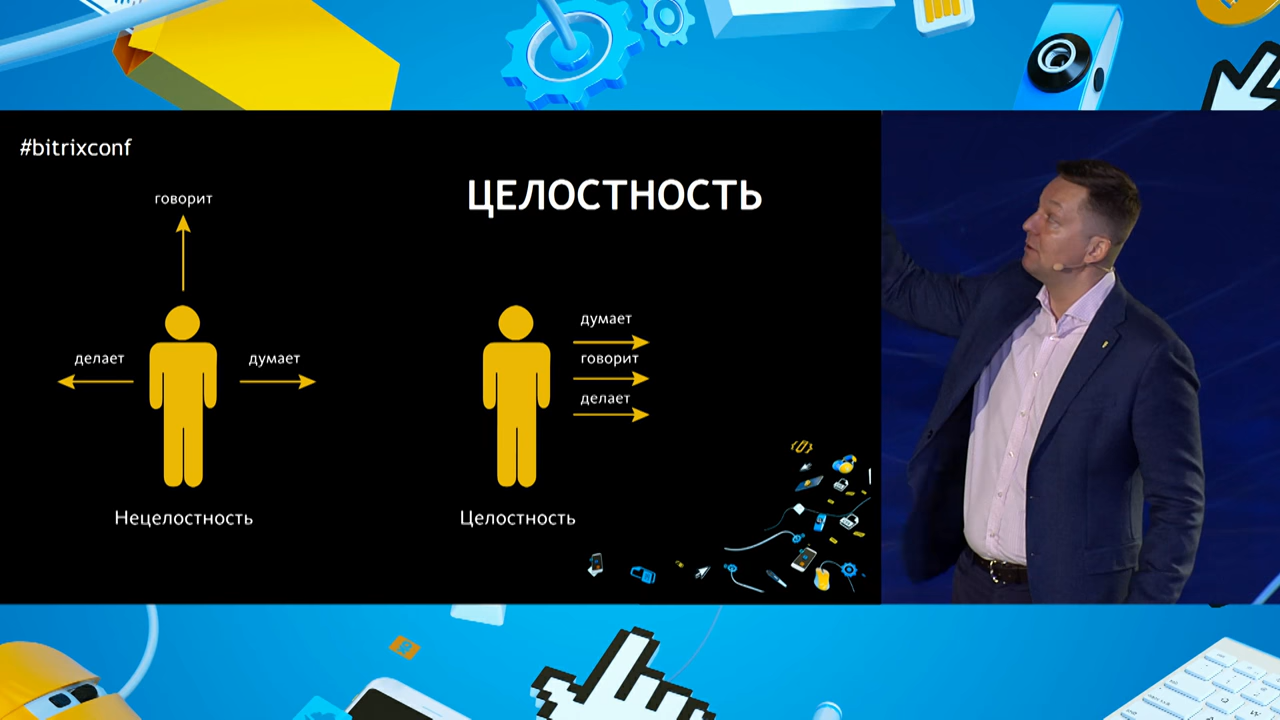 #bitrixconf
ЦЕЛОСТНОСТЬ
говорит
делает
думает
Нецелостность
думает
говорит
делает
Целостность